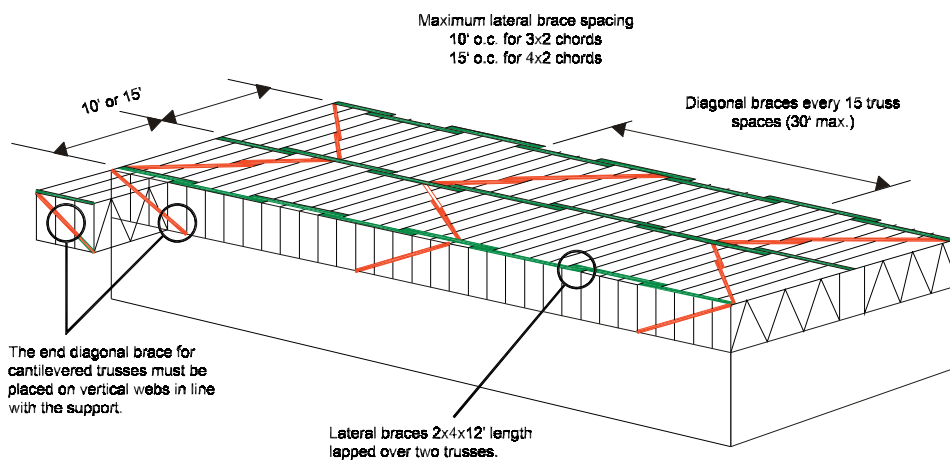 Maximum lateral brace spacing
10' o.c. for 3x2 chords
15' o.c. for 4x2 chords
10' or 15'
Diagonal braces every 15 truss
spaces (30' max.)
The end diagonal brace for
cantilevered trusses must be
placed on vertical webs in line
with the support.
Lateral braces 2x4x12' length
lapped over two trusses.